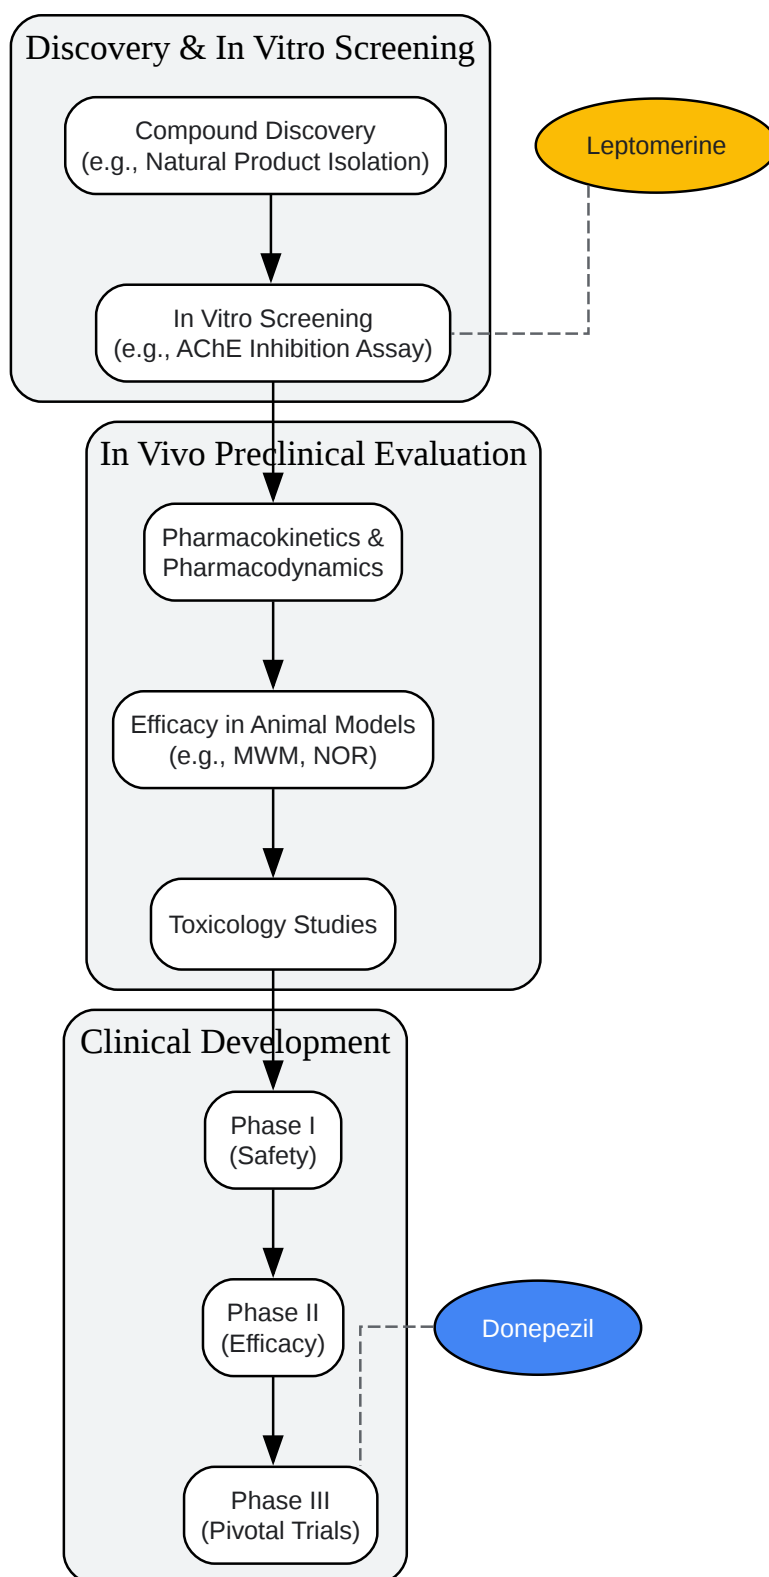 Discovery & In Vitro Screening
Compound Discovery
(e.g., Natural Product Isolation)
Leptomerine
In Vitro Screening
(e.g., AChE Inhibition Assay)
In Vivo Preclinical Evaluation
Pharmacokinetics &
Pharmacodynamics
Efficacy in Animal Models
(e.g., MWM, NOR)
Toxicology Studies
Clinical Development
Phase I
(Safety)
Phase II
(Efficacy)
Donepezil
Phase III
(Pivotal Trials)